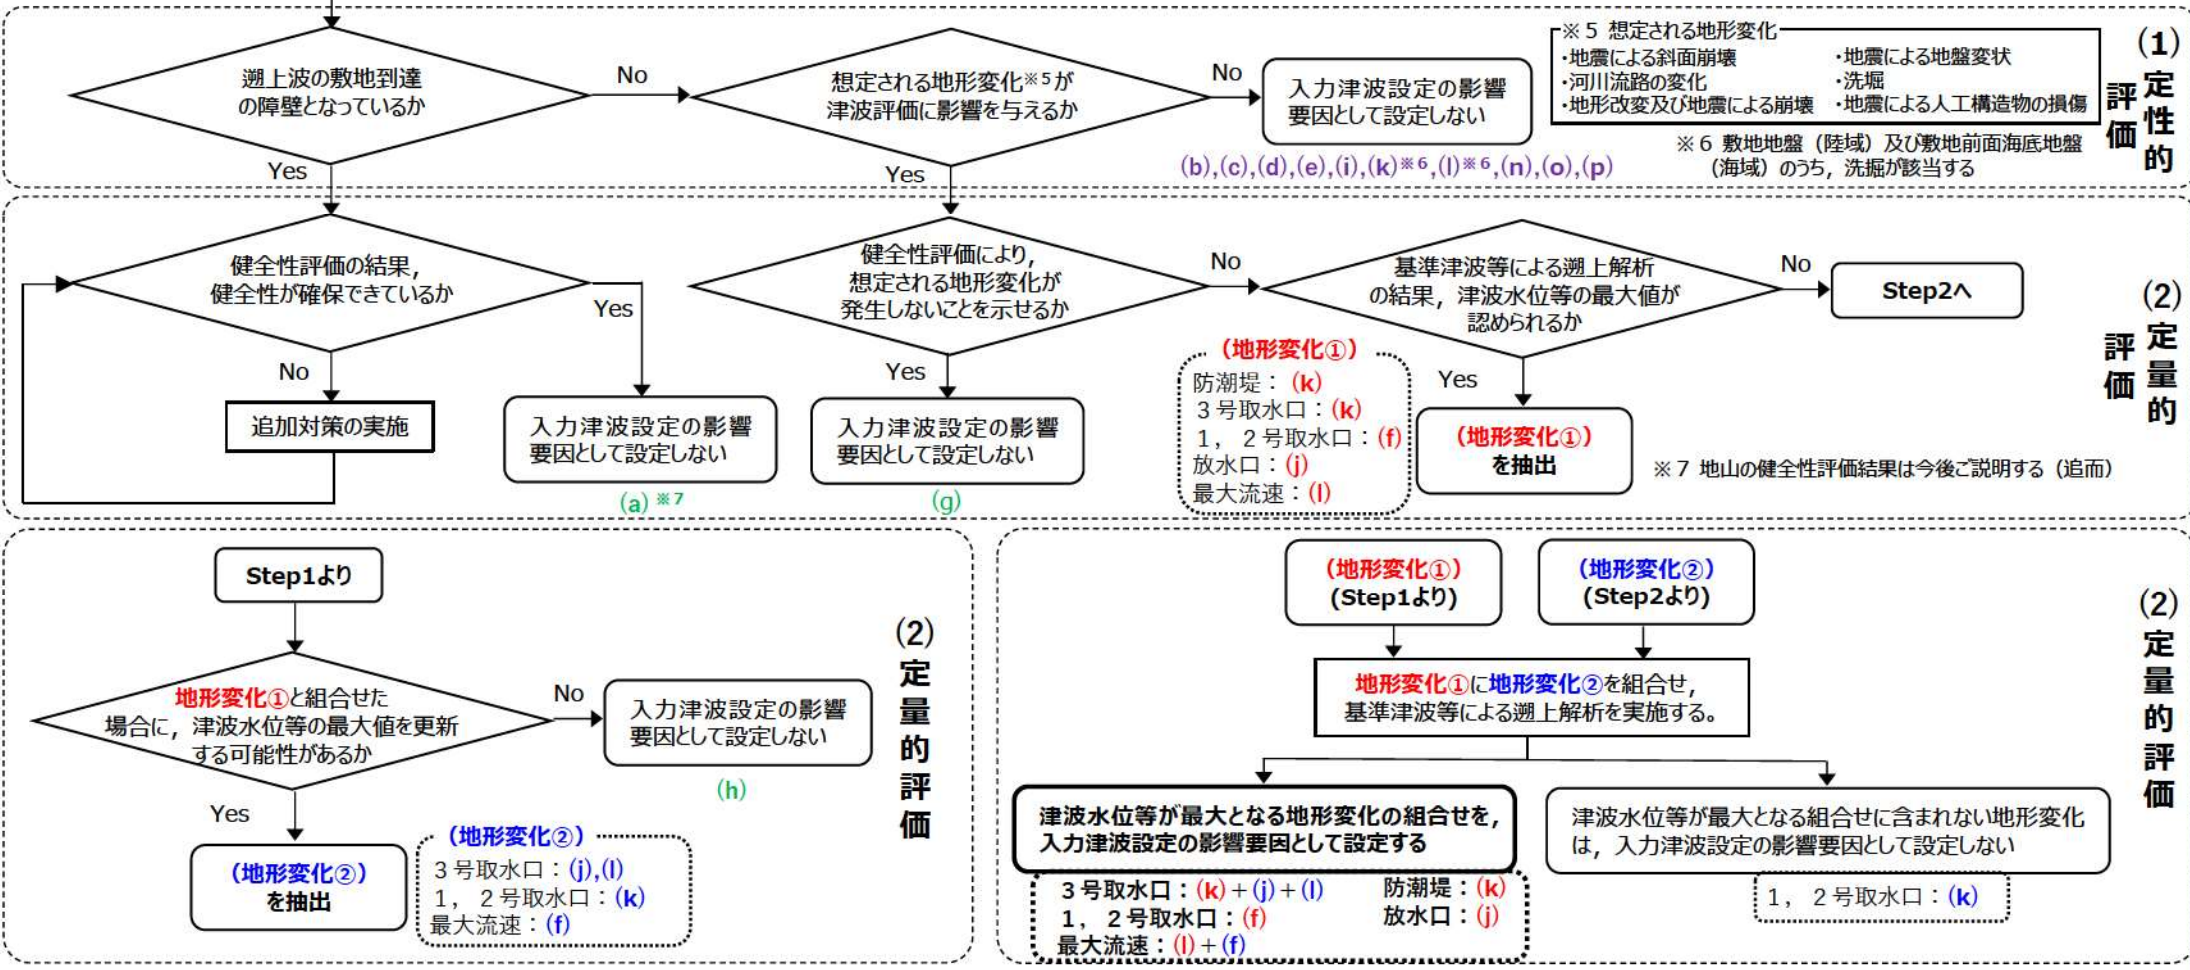 遡上波の敷地到達
の障壁となっているか
No
Yes
想定される地形変化※5が
津波評価に影響を与えるか
No
Yes
入力津波設定の影響
要因として設定しない
(b),(c),(d),(e),(i),(k)※6,(l)※6,(n),(o),(p)
※5 想定される地形変化
・地震による斜面崩壊
・地震による地盤変状
・河川流路の変化
・洗堀
・地形改変及び地震による崩壊
・地震による人工構造物の損傷
※6 敷地地盤（陸域）及び敷地前面海底地盤
（海域）のうち，洗掘が該当する
(1)定性的
評価
健全性評価の結果，
健全性が確保できているか
Yes
No
追加対策の実施
入力津波設定の影響
要因として設定しない
(a)※7
健全性評価により，
想定される地形変化が
発生しないことを示せるか
No
Yes
入力津波設定の影響
要因として設定しない
(g)
基準津波等による遡上解析
の結果，津波水位等の最大値が
認められるか
No
Yes
Step2へ
（地形変化①）
防潮堤：(k)
3号取水口：(k)
1，2号取水口：(f)
放水口：(j)
最大流速：(l)
（地形変化①）
を抽出
※7 地山の健全性評価結果は今後ご説明する（追而）
(2)定量的
評価
Step1より
地形変化①と組合せた
場合に，津波水位等の最大値を更新
する可能性があるか
No
Yes
入力津波設定の影響
要因として設定しない
(h)
（地形変化②）
を抽出
（地形変化②）
3号取水口：(j),(l)
1，2号取水口：(k)
最大流速：(f)
(2)定量的評価
（地形変化①）
(Step1より)
（地形変化②）
(Step2より)
地形変化①に地形変化②を組合せ，
基準津波等による遡上解析を実施する。
津波水位等が最大となる地形変化の組合せを，
入力津波設定の影響要因として設定する
3号取水口：(k)+(j)+(l)
防潮堤：(k)
1，2号取水口：(f)
放水口：(j)
最大流速：(l)+(f)
津波水位等が最大となる組合せに含まれない地形変化
は，入力津波設定の影響要因として設定しない
1，2号取水口：(k)
(2)定量的評価